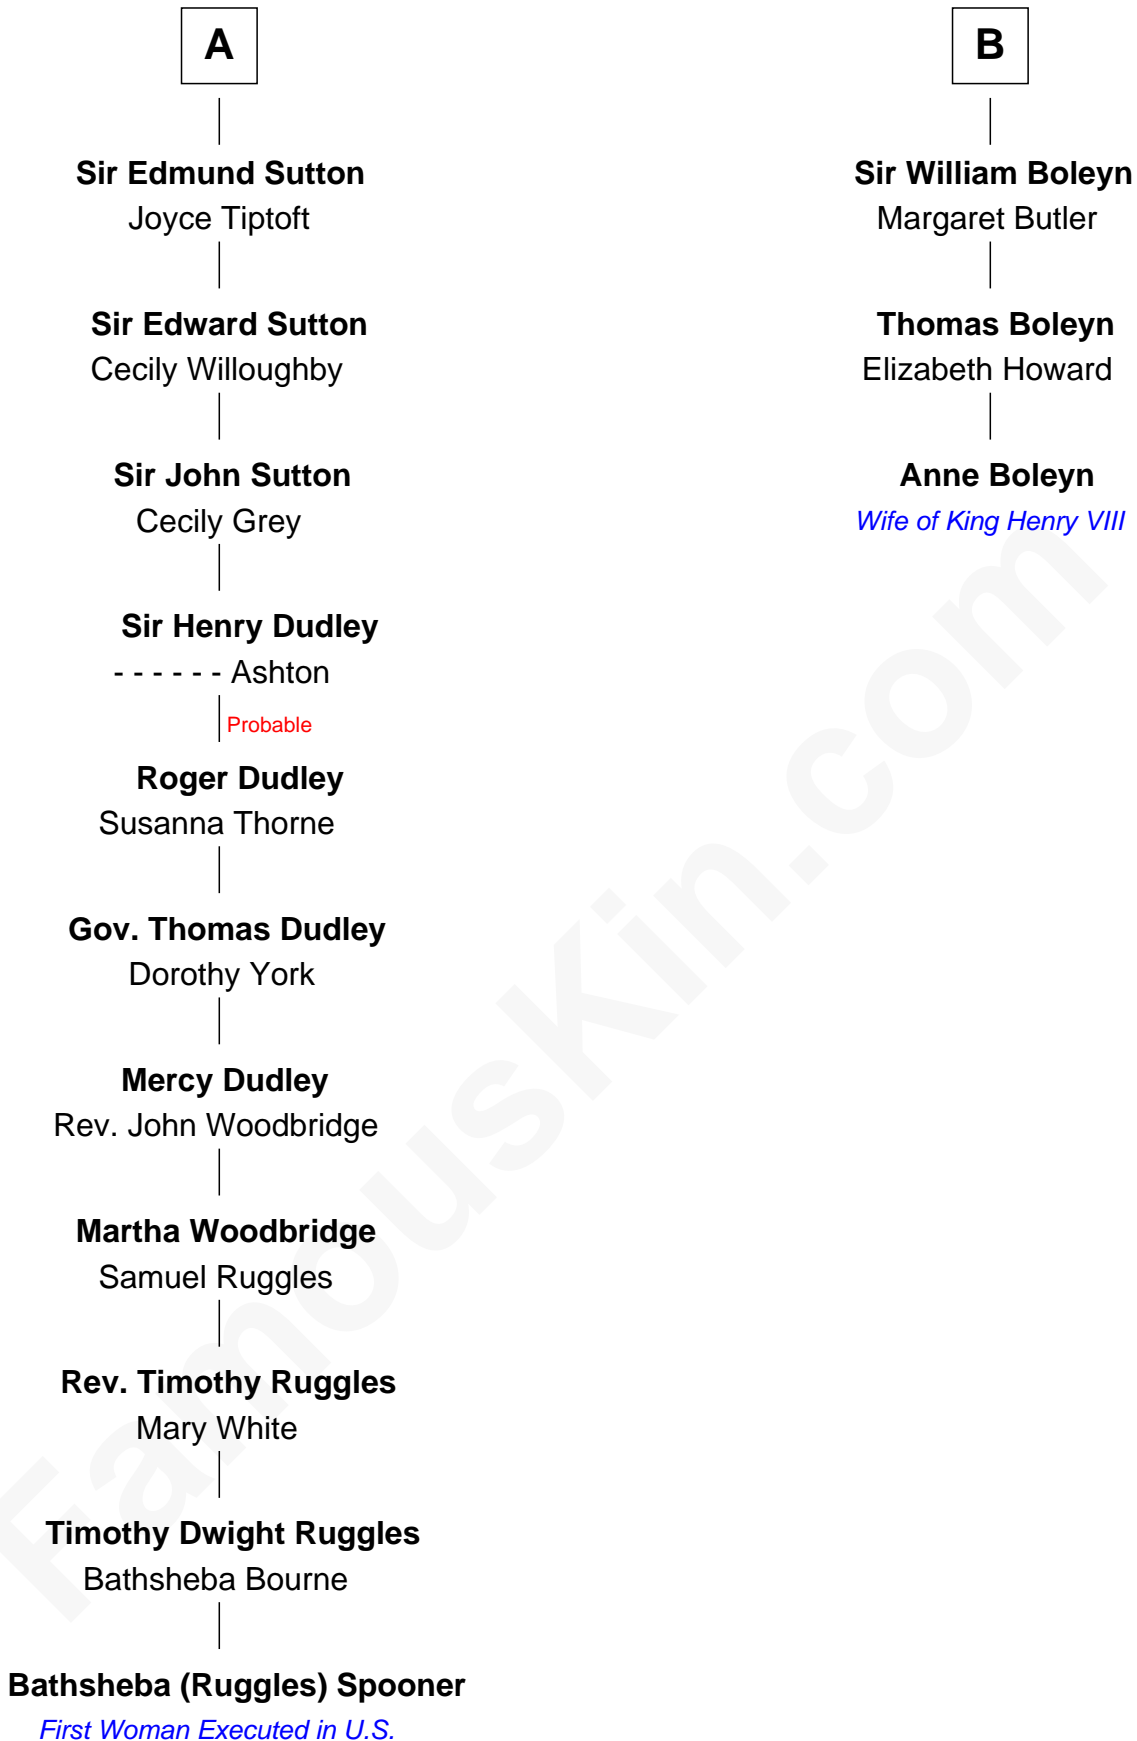 A
Sir Edmund Sutton
Joyce Tiptoft
Sir Edward Sutton
Cecily Willoughby
Sir John Sutton
Cecily Grey
Sir Henry Dudley
- - - - - - Ashton
Probable
Roger Dudley
Susanna Thorne
Gov. Thomas Dudley
Dorothy York
Mercy Dudley
Rev. John Woodbridge
Martha Woodbridge
Samuel Ruggles
Rev. Timothy Ruggles
Mary White
Timothy Dwight Ruggles
Bathsheba Bourne
Bathsheba (Ruggles) Spooner
First Woman Executed in U.S.
B
Sir William Boleyn
Margaret Butler
Thomas Boleyn
Elizabeth Howard
Anne Boleyn
Wife of King Henry VIII
FamousKin.com